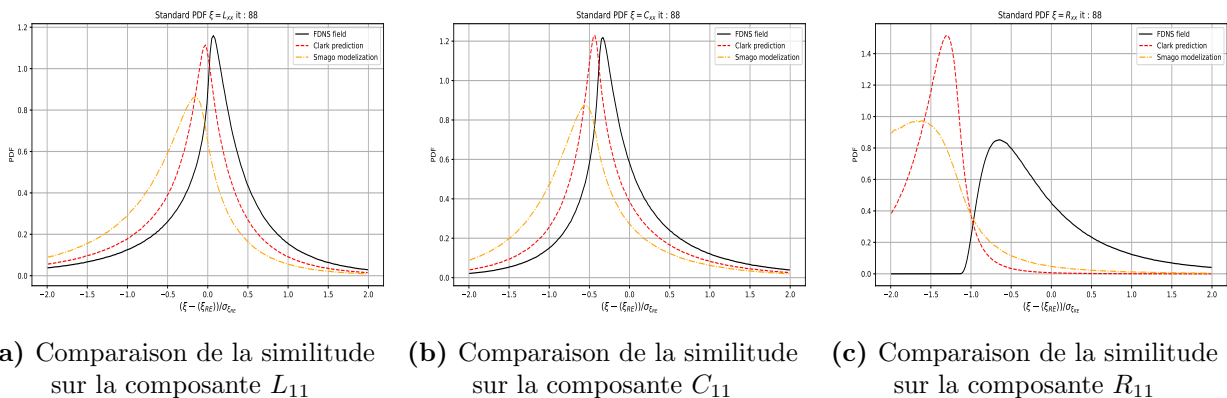 Standard PDF ξ = L_xx it : 88
FDNS field
Clark prediction
Smago modelization
PDF
1.2
1.0
0.8
0.6
0.4
0.2
0.0
−2.0 −1.5 −1.0 −0.5 0.0 0.5 1.0 1.5 2.0
(ξ − ⟨ξ_RE⟩)/σ_ξRE
a) Comparaison de la similitude
sur la composante L11
Standard PDF ξ = C_xx it : 88
FDNS field
Clark prediction
Smago modelization
PDF
1.2
1.0
0.8
0.6
0.4
0.2
0.0
−2.0 −1.5 −1.0 −0.5 0.0 0.5 1.0 1.5 2.0
(ξ − ⟨ξ_RE⟩)/σ_ξRE
(b) Comparaison de la similitude
sur la composante C11
Standard PDF ξ = R_xx it : 88
FDNS field
Clark prediction
Smago modelization
PDF
1.4
1.2
1.0
0.8
0.6
0.4
0.2
0.0
−2.0 −1.5 −1.0 −0.5 0.0 0.5 1.0 1.5 2.0
(ξ − ⟨ξ_RE⟩)/σ_ξRE
(c) Comparaison de la similitude
sur la composante R11